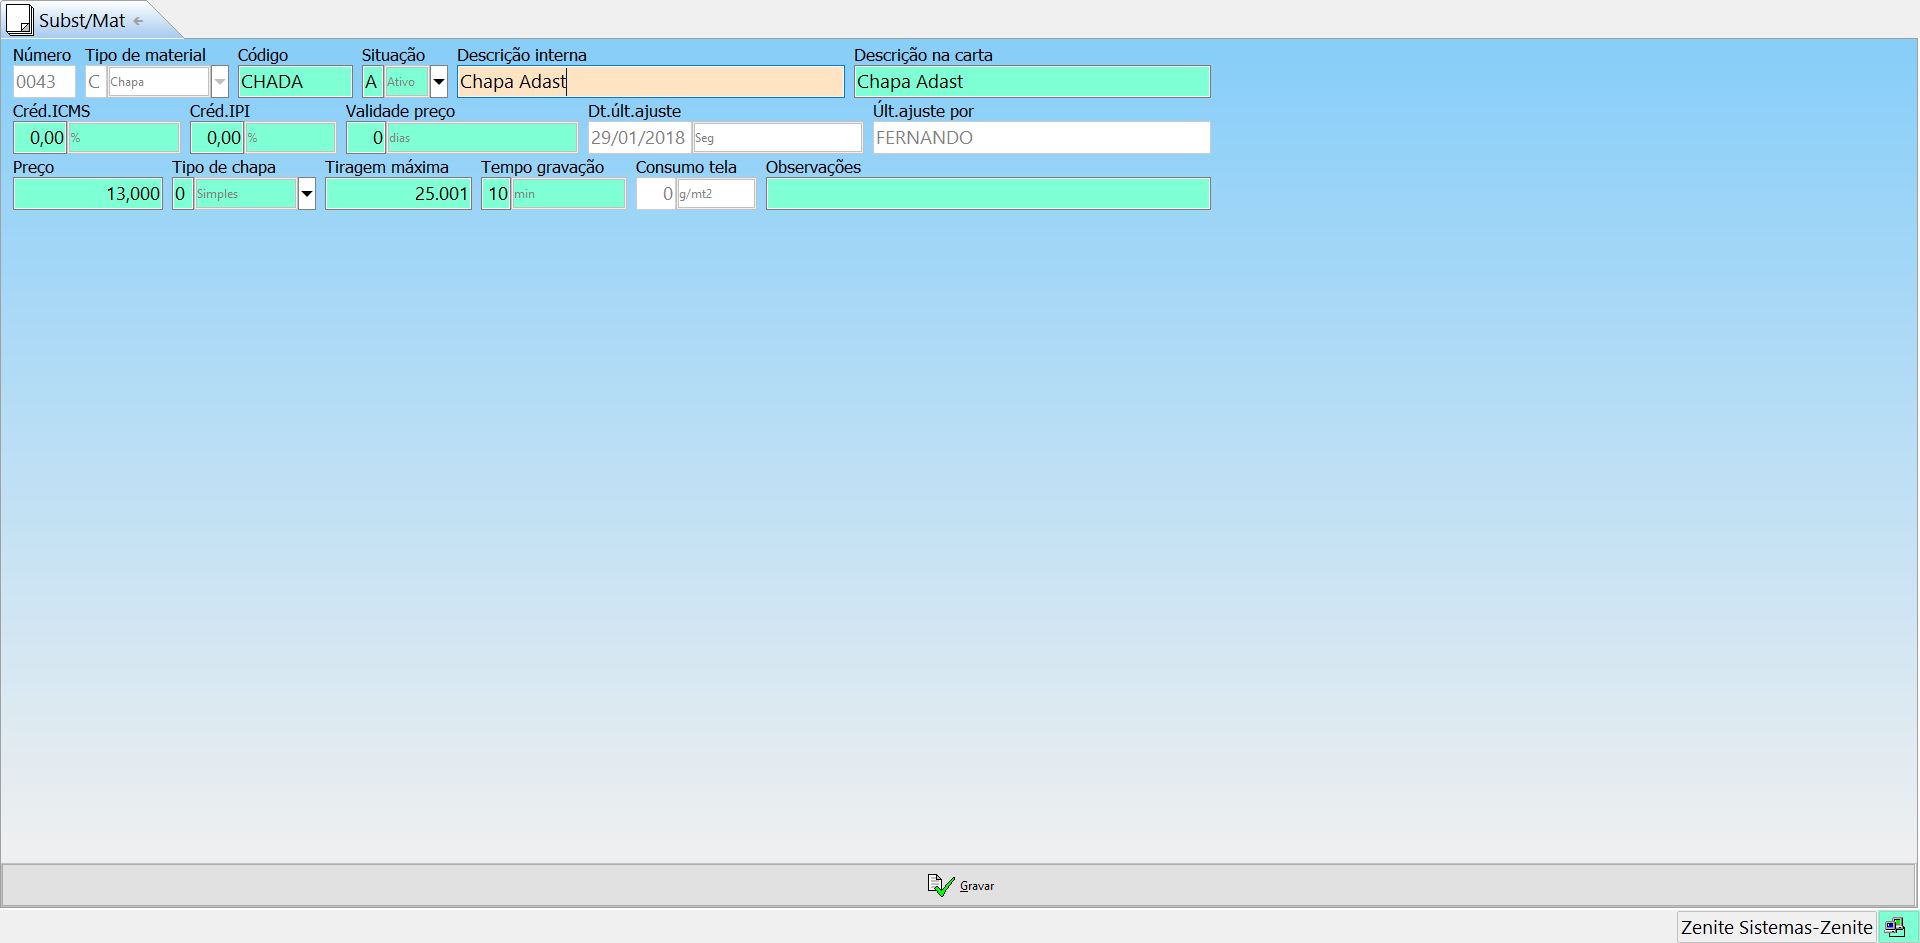 Subst/Mat
Número Tipo de material Código Situação Descrição interna Descrição na carta
0043 C Chapa CHADA A Ativo Chapa Adast Chapa Adast
Créd.ICMS Créd.IPI Validade preço Dt.últ.ajuste Últ.ajuste por
0,00 % 0,00 % 0 dias 29/01/2018 Seg FERNANDO
Preço Tipo de chapa Tiragem máxima Tempo gravação Consumo tela Observações
13,000 0 Simples 25.001 10 min 0 g/mt2
Gravar
Zenite Sistemas-Zenite